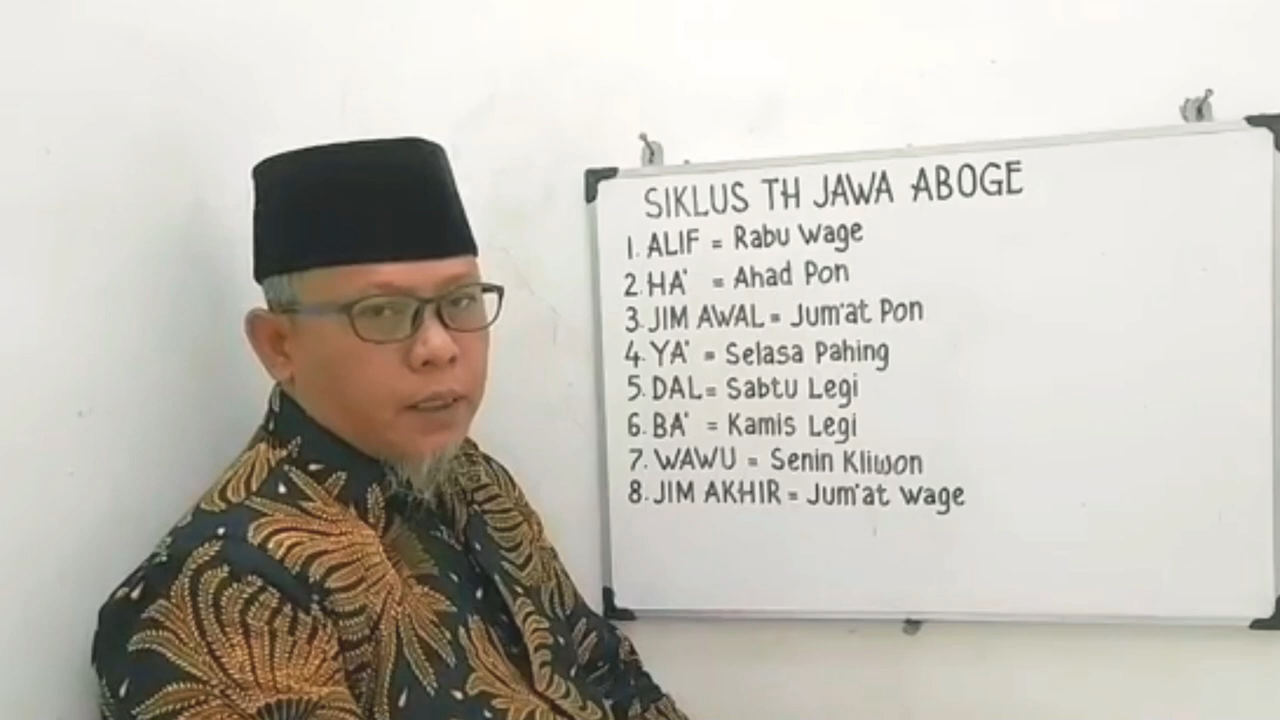 SIKLUS TH JAWA ABOGE
1. ALIF = Rabu Wage
2. HA' = Ahad Pon
3. JIM AWAL = Jum'at Pon
4. YA' = Selasa Pahing
5. DAL = Sabtu Legi
6. BA' = Kamis Legi
7. WAWU = Senin Kliwon
8. JIM AKHIR = Jum'at Wage